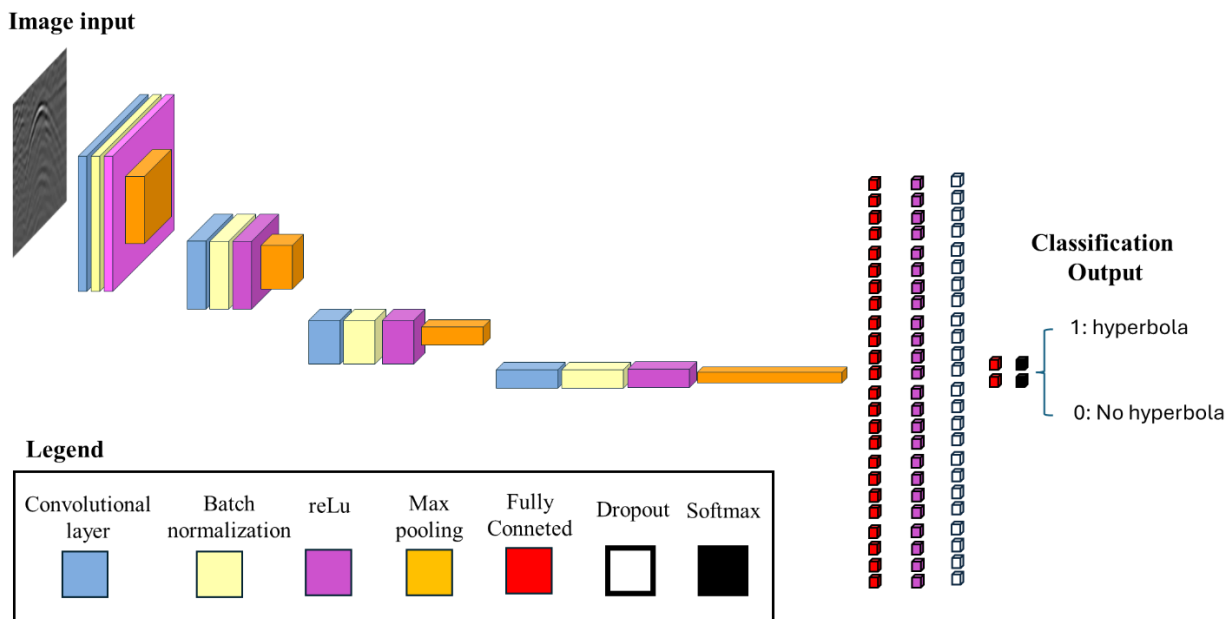 Image input
Classification
Output
1: hyperbola
0: No hyperbola
Legend
Convolutional
layer
Batch
normalization
reLu
Max
pooling
Fully
Conneted
Dropout
Softmax